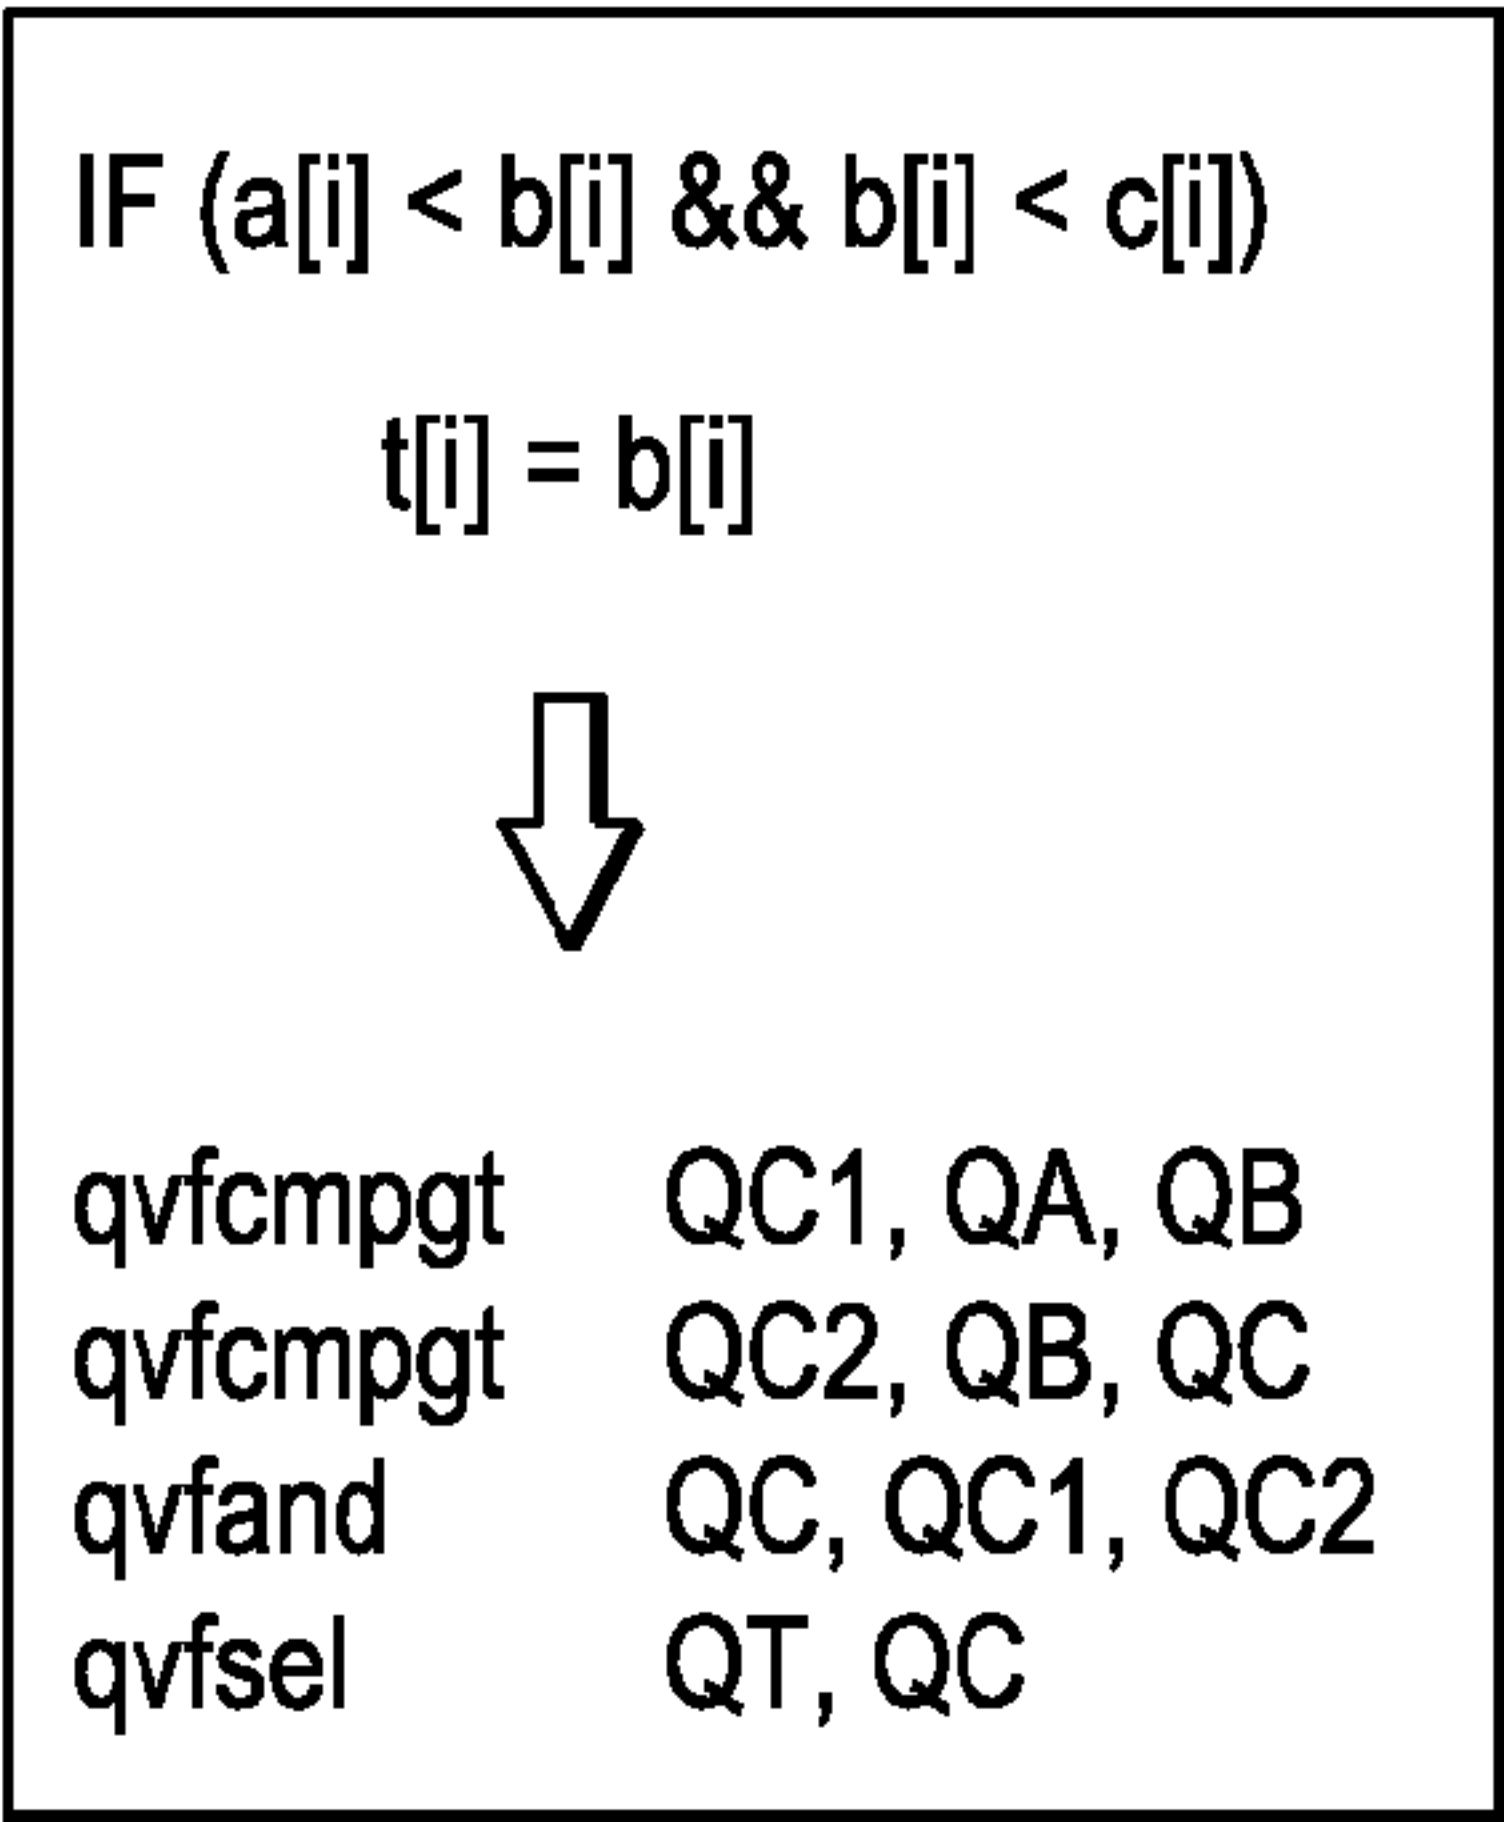 IF (a[i] < b[i] && b[i] < c[i])
t[i] = b[i]
qvfcmpgt QC1, QA, QB
qvfcmpgt QC2, QB, QC
qvfand QC, QC1, QC2
qvfsel QT, QC